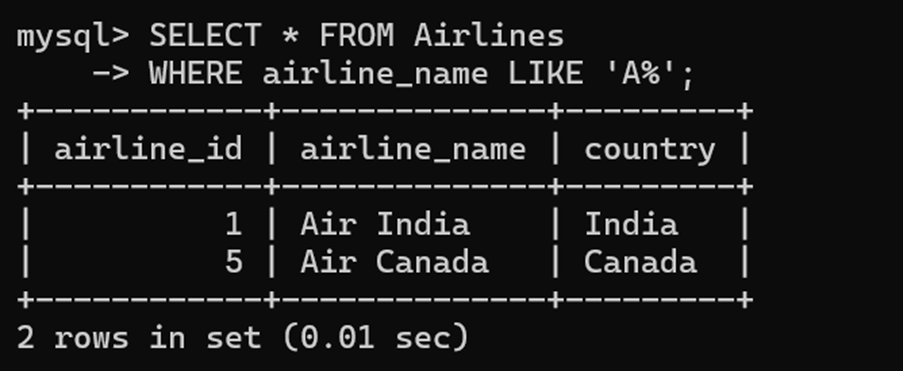 mysql> SELECT * FROM Airlines
    -> WHERE airline_name LIKE 'A%';
+------------+--------------+---------+
| airline_id | airline_name | country |
+------------+--------------+---------+
|          1 | Air India    | India   |
|          5 | Air Canada   | Canada  |
+------------+--------------+---------+
2 rows in set (0.01 sec)